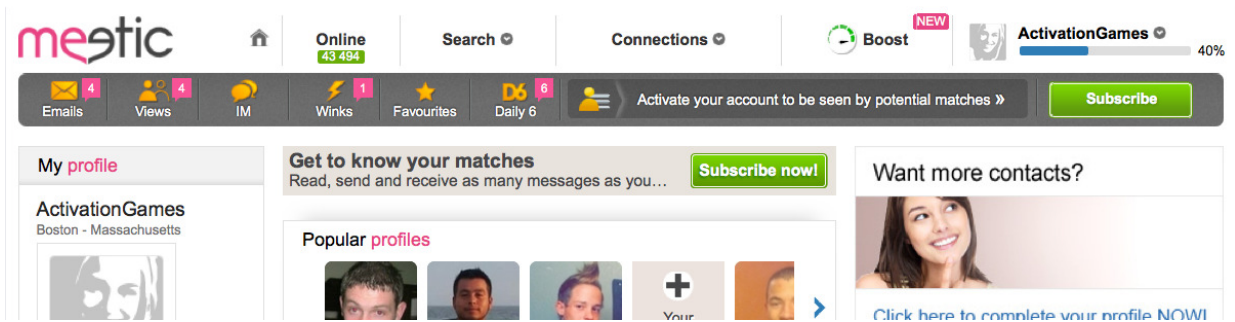 meetic
Online
43 494
Search
Connections
Boost
NEW
ActivationGames
40%
Emails
4
Views
4
IM
Winks
1
Favourites
D6
Daily 6
6
Activate your account to be seen by potential matches »
Subscribe
My profile
ActivationGames
Boston - Massachusetts
Get to know your matches
Read, send and receive as many messages as you...
Subscribe now!
Popular profiles
Your
Want more contacts?
Click here to complete your profile NOW!